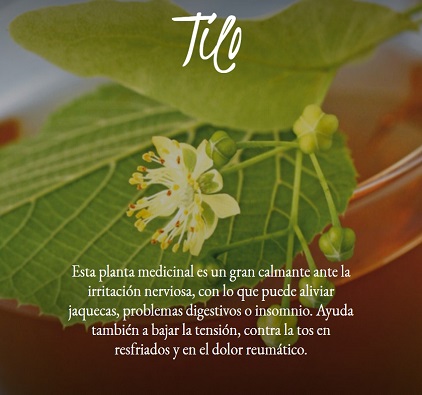 Tilo
Esta planta medicinal es un gran calmante ante la
irritación nerviosa, con lo que puede aliviar
jaquecas, problemas digestivos o insomnio. Ayuda
también a bajar la tensión, contra la tos en
resfriados y en el dolor reumático.